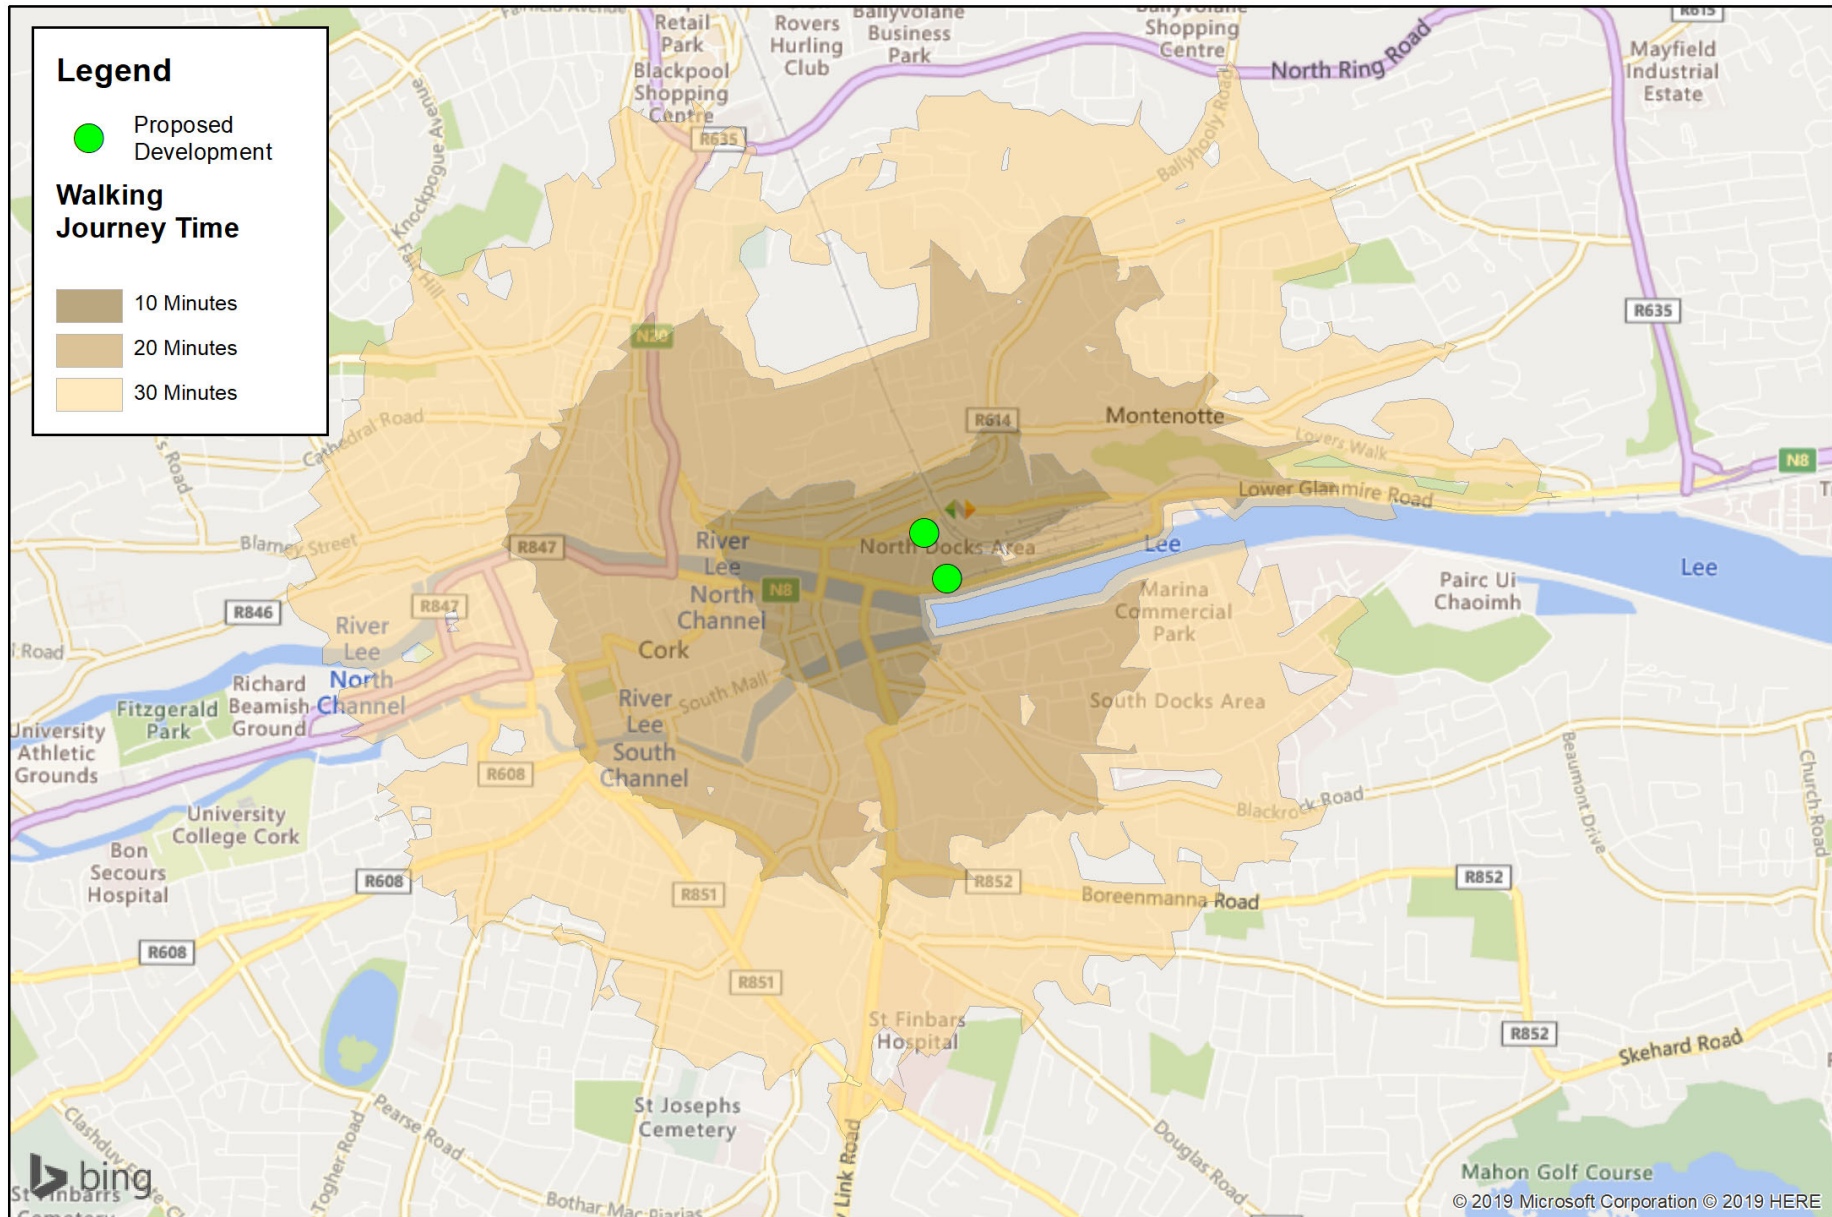 Legend
Proposed
Development
Walking
Journey Time
10 Minutes
20 Minutes
30 Minutes
Retail
Park
Blackpool
Shopping
Centre
Rovers
Hurling
Club
Ballyvolane
Business
Park
Ballyvolane
Shopping
Centre
R615
Mayfield
Industrial
Estate
North Ring Road
R635
Ballyhooly Road
Knockpogue Avenue
Fair Hill
N20
R635
R614
Montenotte
Lovers Walk
N8
Lower Glanmire Road
Cathedral Road
Blarney Street
R847
River
Lee
North
Channel
N8
North Docks Area
Lee
Lee
Pairc Ui
Chaoimh
Marina
Commercial
Park
R846
R847
River
Lee
North
Channel
Cork
South Mall
South Docks Area
River
Lee
South
Channel
Fitzgerald
Park
Richard
Beamish
Ground
University
Athletic
Grounds
R608
University
College Cork
Bon
Secours
Hospital
R608
R608
Blackrock Road
Beaumont Drive
Church Road
R851
R852
Boreenmanna Road
R852
R851
St Finbars
Hospital
R852
Skehard Road
St Josephs
Cemetery
Pearse Road
Togher Road
Link Road
Douglas Road
Mahon Golf Course
bing
© 2019 Microsoft Corporation © 2019 HERE